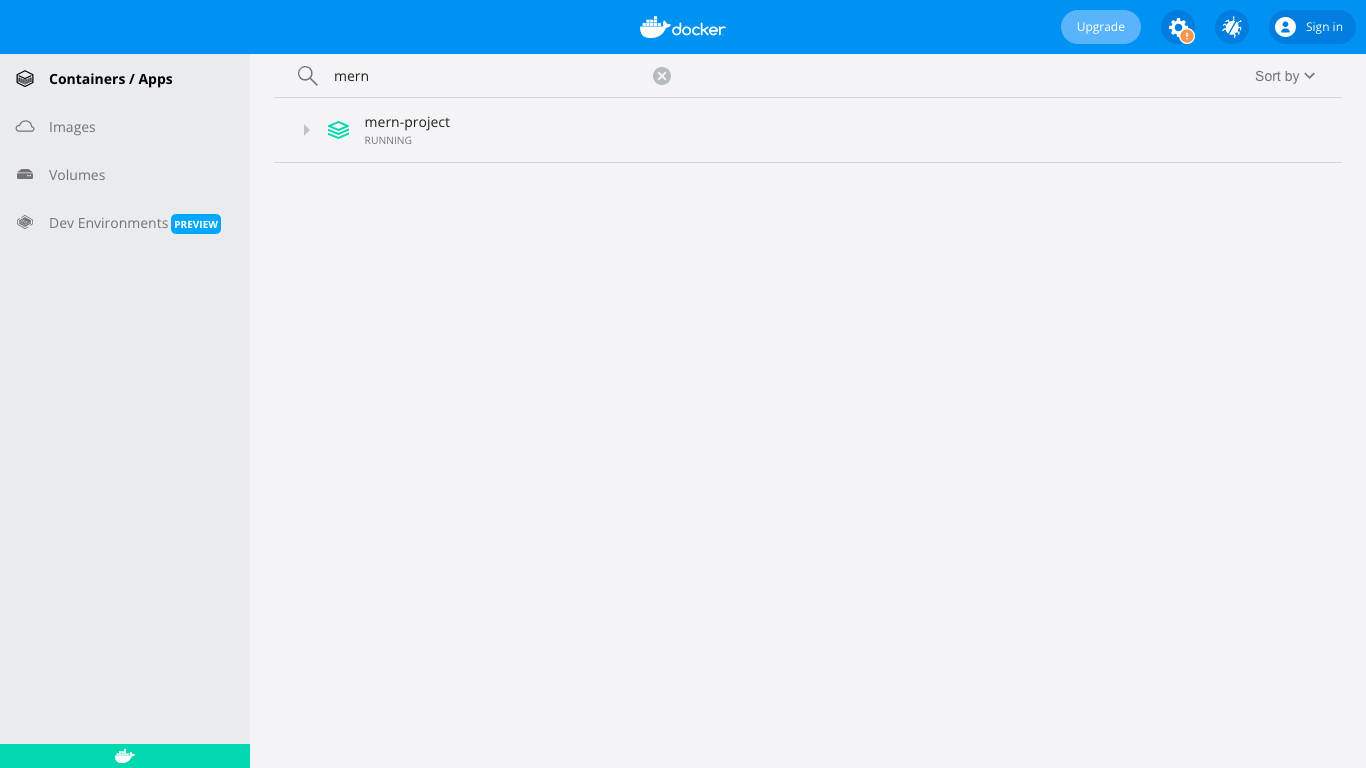 docker
Upgrade
Sign in
Containers / Apps
Images
Volumes
Dev Environments PREVIEW
mern
Sort by
mern-project
RUNNING